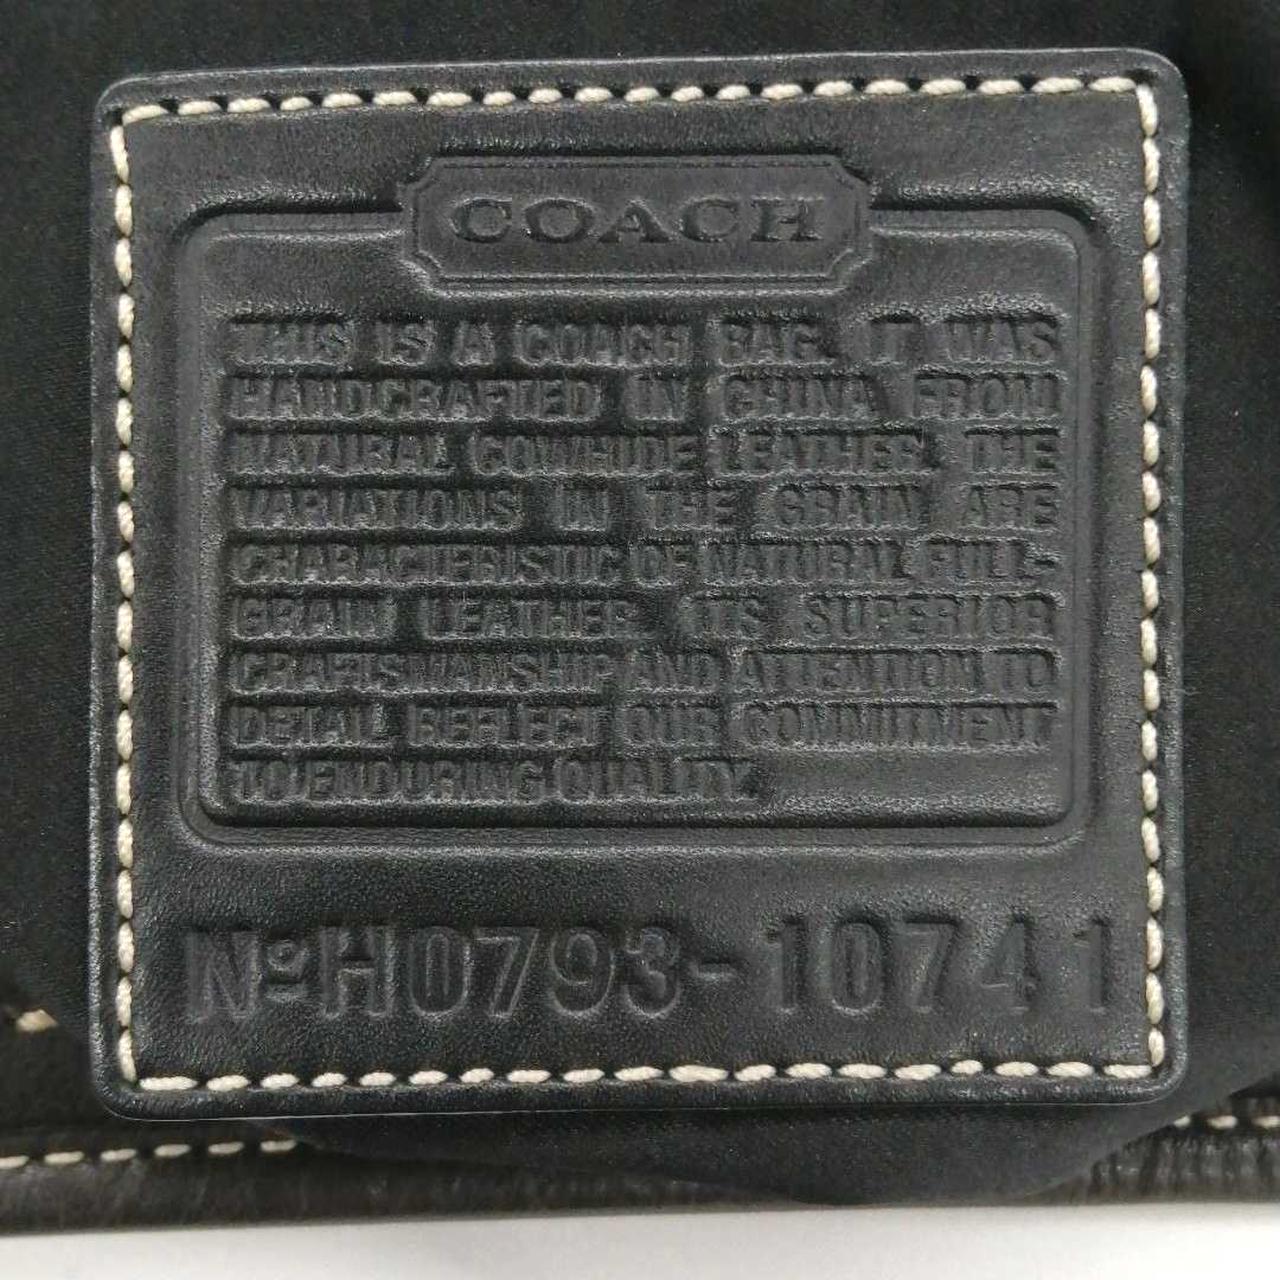 COACH
THIS IS A COACH BAG. IT WAS
HANDCRAFTED IN CHINA FROM
NATURAL COWHIDE LEATHER. THE
VARIATIONS IN THE GRAIN ARE
CHARACTERISTIC OF NATURAL FULL-
GRAIN LEATHER. ITS SUPERIOR
CRAFTSMANSHIP AND ATTENTION TO
DETAIL REFLECT OUR COMMITMENT
TO ENDURING QUALITY.
Nº H0793-10741